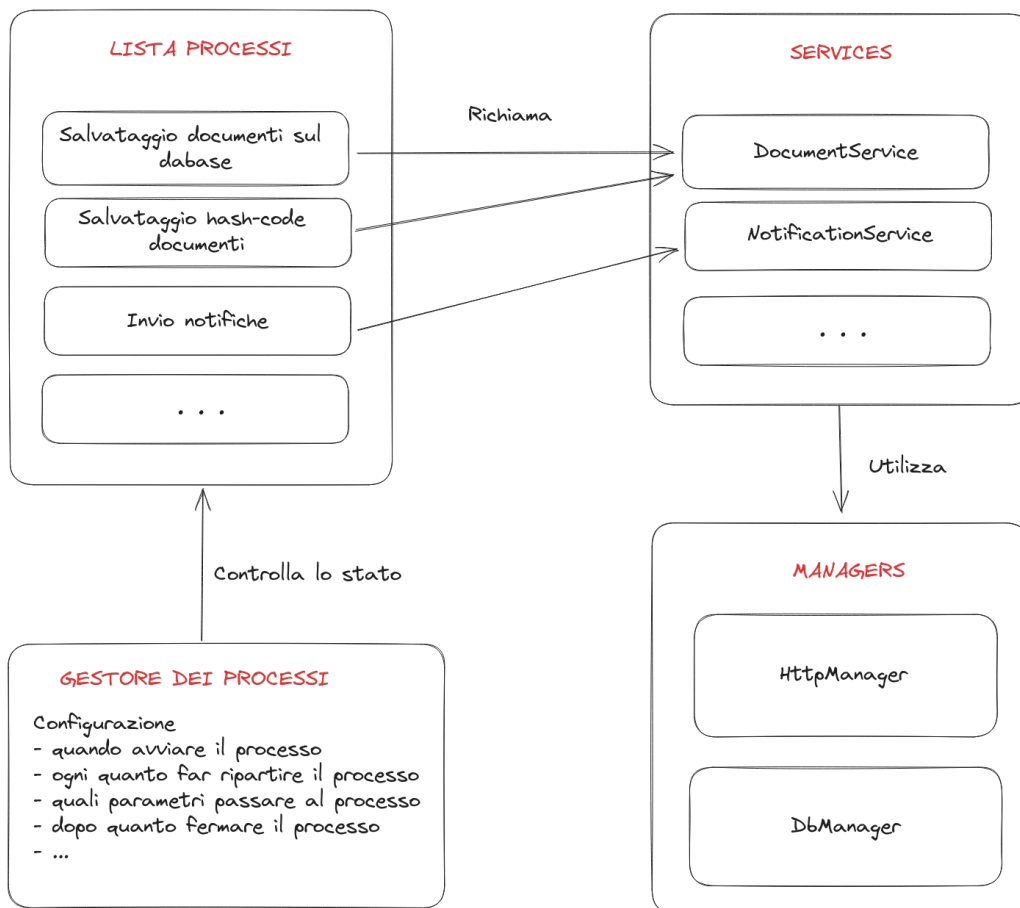 LISTA PROCESSI
Salvataggio documenti sul
dabase
Salvataggio hash-code
documenti
Invio notifiche
. . .
Richiama
SERVICES
DocumentService
NotificationService
. . .
Utilizza
MANAGERS
HttpManager
DbManager
Controlla lo stato
GESTORE DEI PROCESSI
Configurazione
- quando avviare il processo
- ogni quanto far ripartire il processo
- quali parametri passare al processo
- dopo quanto fermare il processo
- ...